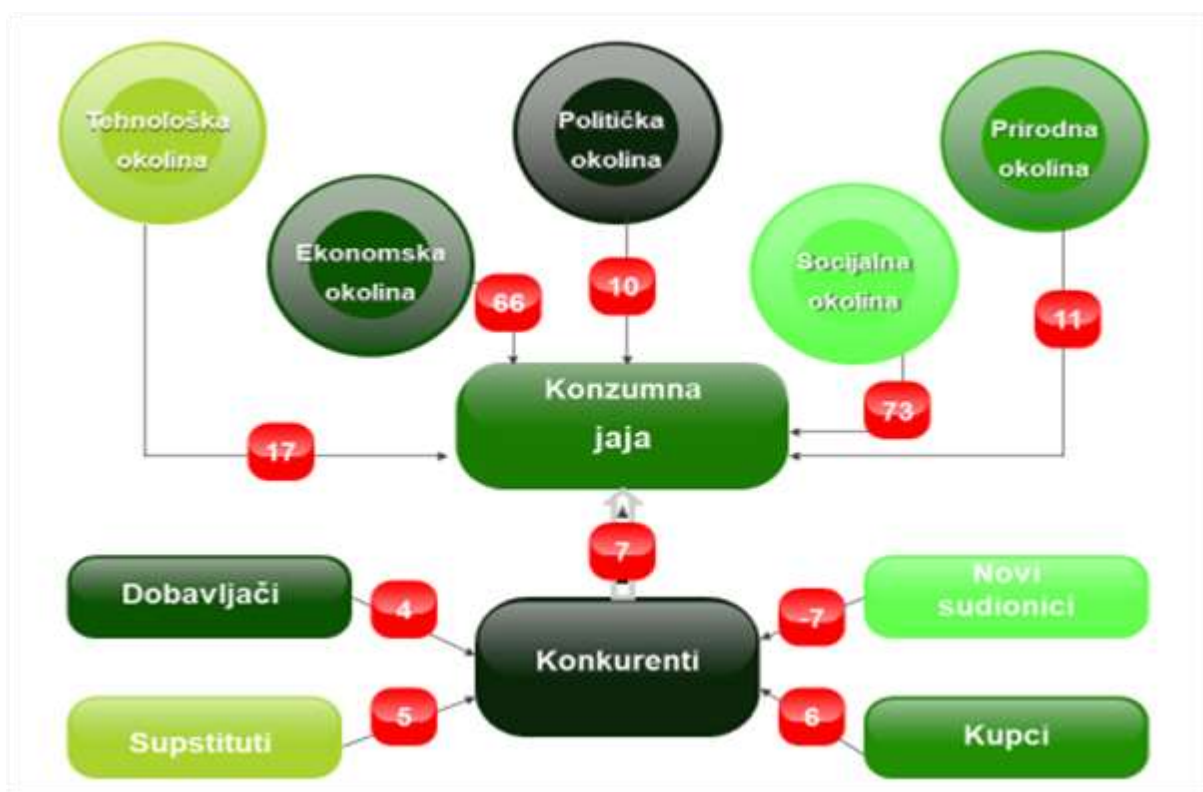 Tehnološka
okolina
Politička
okolina
Prirodna
okolina
Ekonomska
okolina
Socijalna
okolina
66
10
11
Konzumna
jaja
73
17
7
Dobavljači
4
Novi
sudionici
-7
Konkurenti
Supstituti
5
6
Kupci